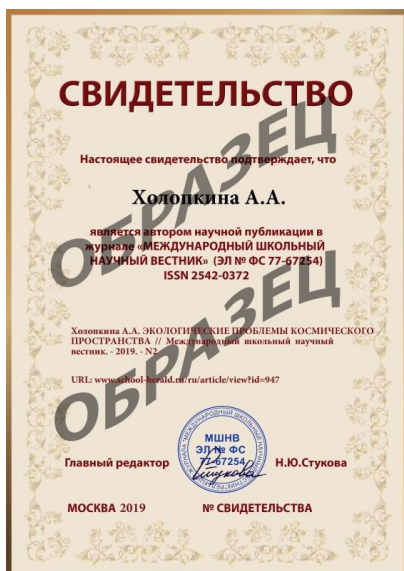 СВИДЕТЕЛЬСТВО
Настоящее свидетельство подтверждает, что
Холопкина А.А.
является автором научной публикации в
журнале «МЕЖДУНАРОДНЫЙ ШКОЛЬНЫЙ
НАУЧНЫЙ ВЕСТНИК» (ЭЛ № ФС 77-67254)
ISSN 2542-0372
ОБРАЗЕЦ
Холопкина А.А. ЭКОЛОГИЧЕСКИЕ ПРОБЛЕМЫ КОСМИЧЕСКОГО
ПРОСТРАНСТВА // Международный школьный научный
вестник. - 2019. - N2
URL: www.school-herald.ru/ru/article/view?id=947
ОБРАЗЕЦ
МШНВ
ЭЛ № ФС
77-67254
Главный редактор
Н.Ю.Стукова
МОСКВА 2019
№ СВИДЕТЕЛЬСТВА